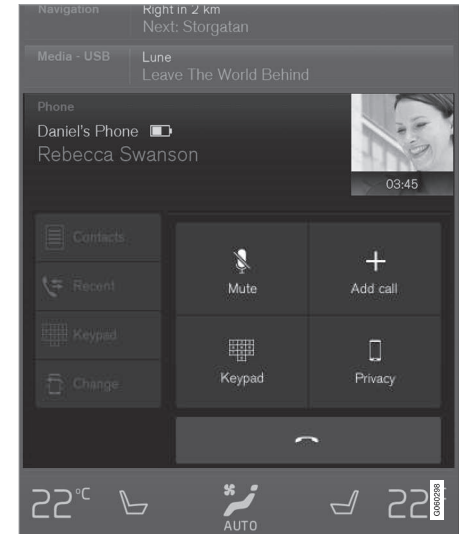 Navigation
Right in 2 km
Next: Storgatan
Media - USB
Lune
Leave The World Behind
Phone
Daniel's Phone
Rebecca Swanson
03:45
Contacts
Recent
Keypad
Change
Mute
Add call
Keypad
Privacy
22°C
AUTO
22°
G060298